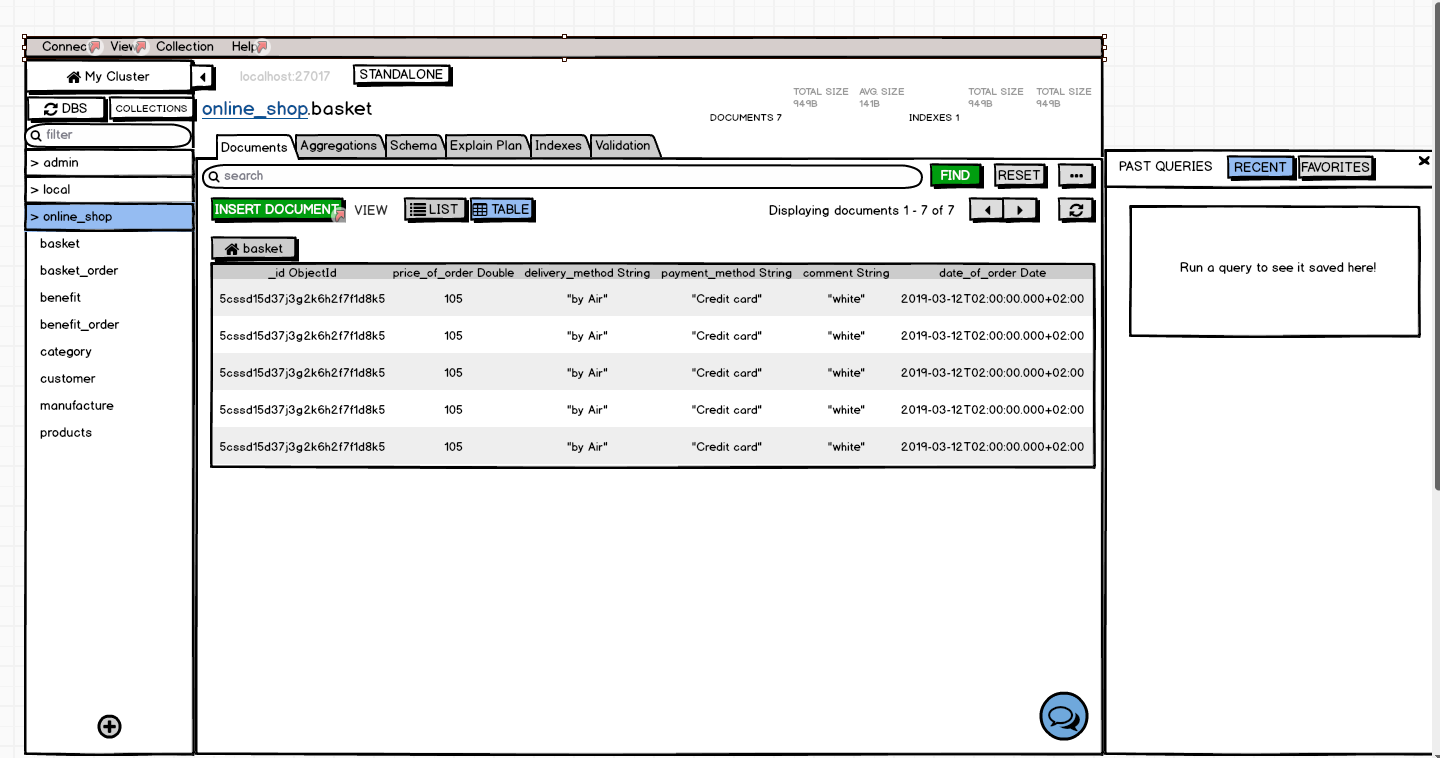 Connec View Collection Help
My Cluster
localhost:27017 STANDALONE
DBS COLLECTIONS
online_shop.basket
TOTAL SIZE AVG SIZE TOTAL SIZE TOTAL SIZE
949B 141B 949B 949B
DOCUMENTS 7 INDEXES 1
filter
> admin
> local
> online_shop
basket
basket_order
benefit
benefit_order
category
customer
manufacture
products
Documents Aggregations Schema Explain Plan Indexes Validation
search FIND RESET •••
INSERT DOCUMENT VIEW LIST TABLE Displaying documents 1 - 7 of 7
basket
_id ObjectId price_of_order Double delivery_method String payment_method String comment String date_of_order Date
5cssd15d37j3g2k6h2f7f1d8k5 105 "by Air" "Credit card" "white" 2019-03-12T02:00:00.000+02:00
5cssd15d37j3g2k6h2f7f1d8k5 105 "by Air" "Credit card" "white" 2019-03-12T02:00:00.000+02:00
5cssd15d37j3g2k6h2f7f1d8k5 105 "by Air" "Credit card" "white" 2019-03-12T02:00:00.000+02:00
5cssd15d37j3g2k6h2f7f1d8k5 105 "by Air" "Credit card" "white" 2019-03-12T02:00:00.000+02:00
5cssd15d37j3g2k6h2f7f1d8k5 105 "by Air" "Credit card" "white" 2019-03-12T02:00:00.000+02:00
PAST QUERIES RECENT FAVORITES
Run a query to see it saved here!